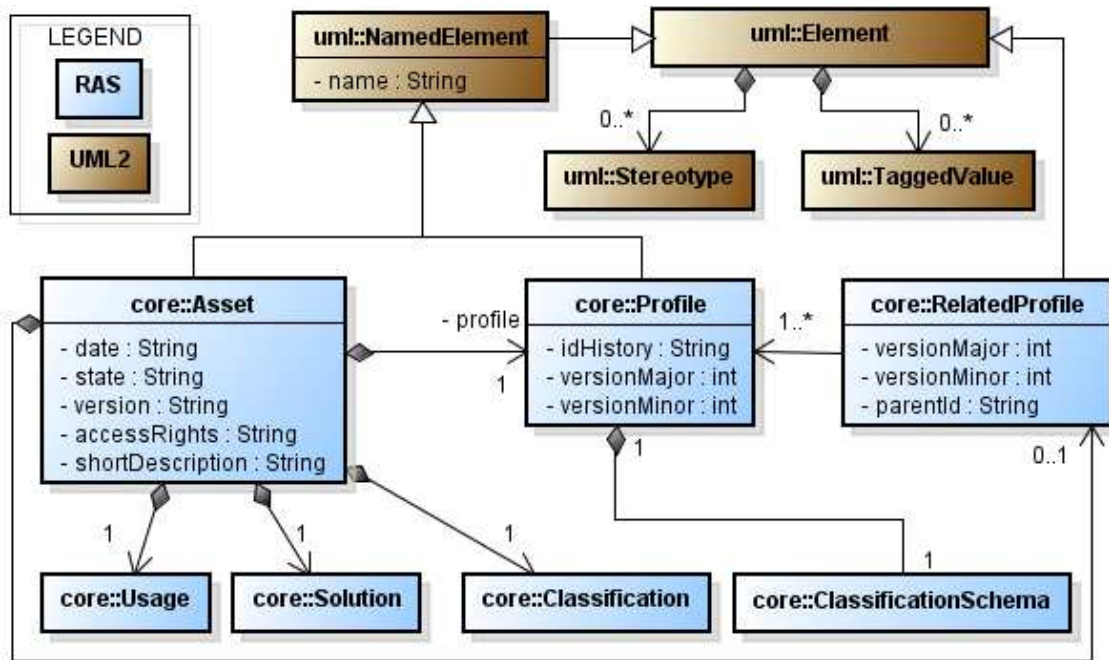 LEGEND
RAS
UML2
uml::NamedElement
- name : String
uml::Element
0..*
0..*
uml::Stereotype
uml::TaggedValue
core::Asset
- date : String
- state : String
- version : String
- accessRights : String
- shortDescription : String
- profile
1
core::Profile
- idHistory : String
- versionMajor : int
- versionMinor : int
1..*
core::RelatedProfile
- versionMajor : int
- versionMinor : int
- parentId : String
1
0..1
1
1
1
1
core::Usage
core::Solution
core::Classification
core::ClassificationSchema